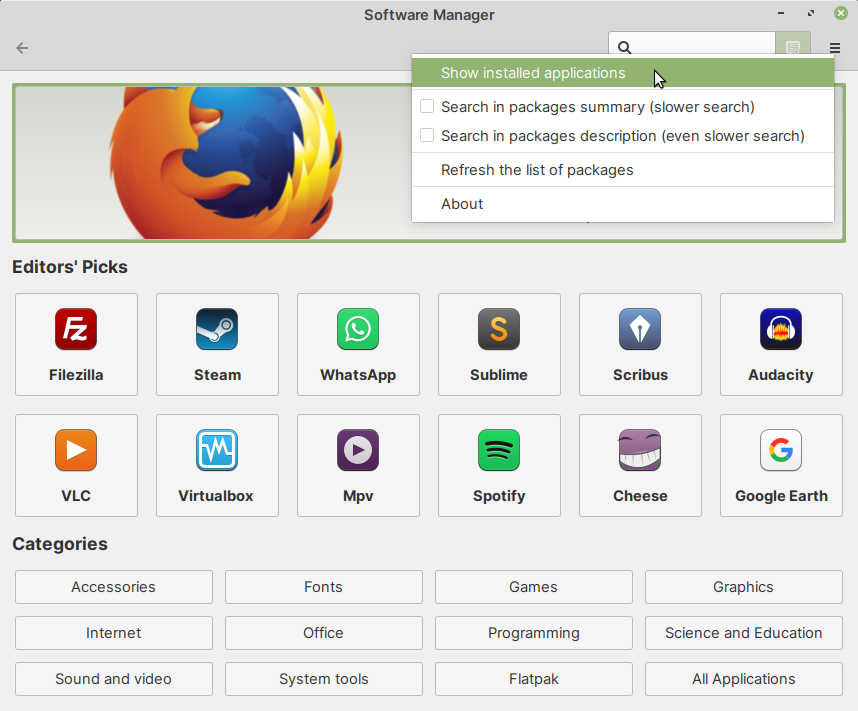 Software Manager
Show installed applications
Search in packages summary (slower search)
Search in packages description (even slower search)
Refresh the list of packages
About
Editors' Picks
Fz
S
Filezilla Steam WhatsApp Sublime Scribus Audacity
G
VLC Virtualbox Mpv Spotify Cheese Google Earth
Categories
Accessories Fonts Games Graphics
Internet Office Programming Science and Education
Sound and video System tools Flatpak All Applications